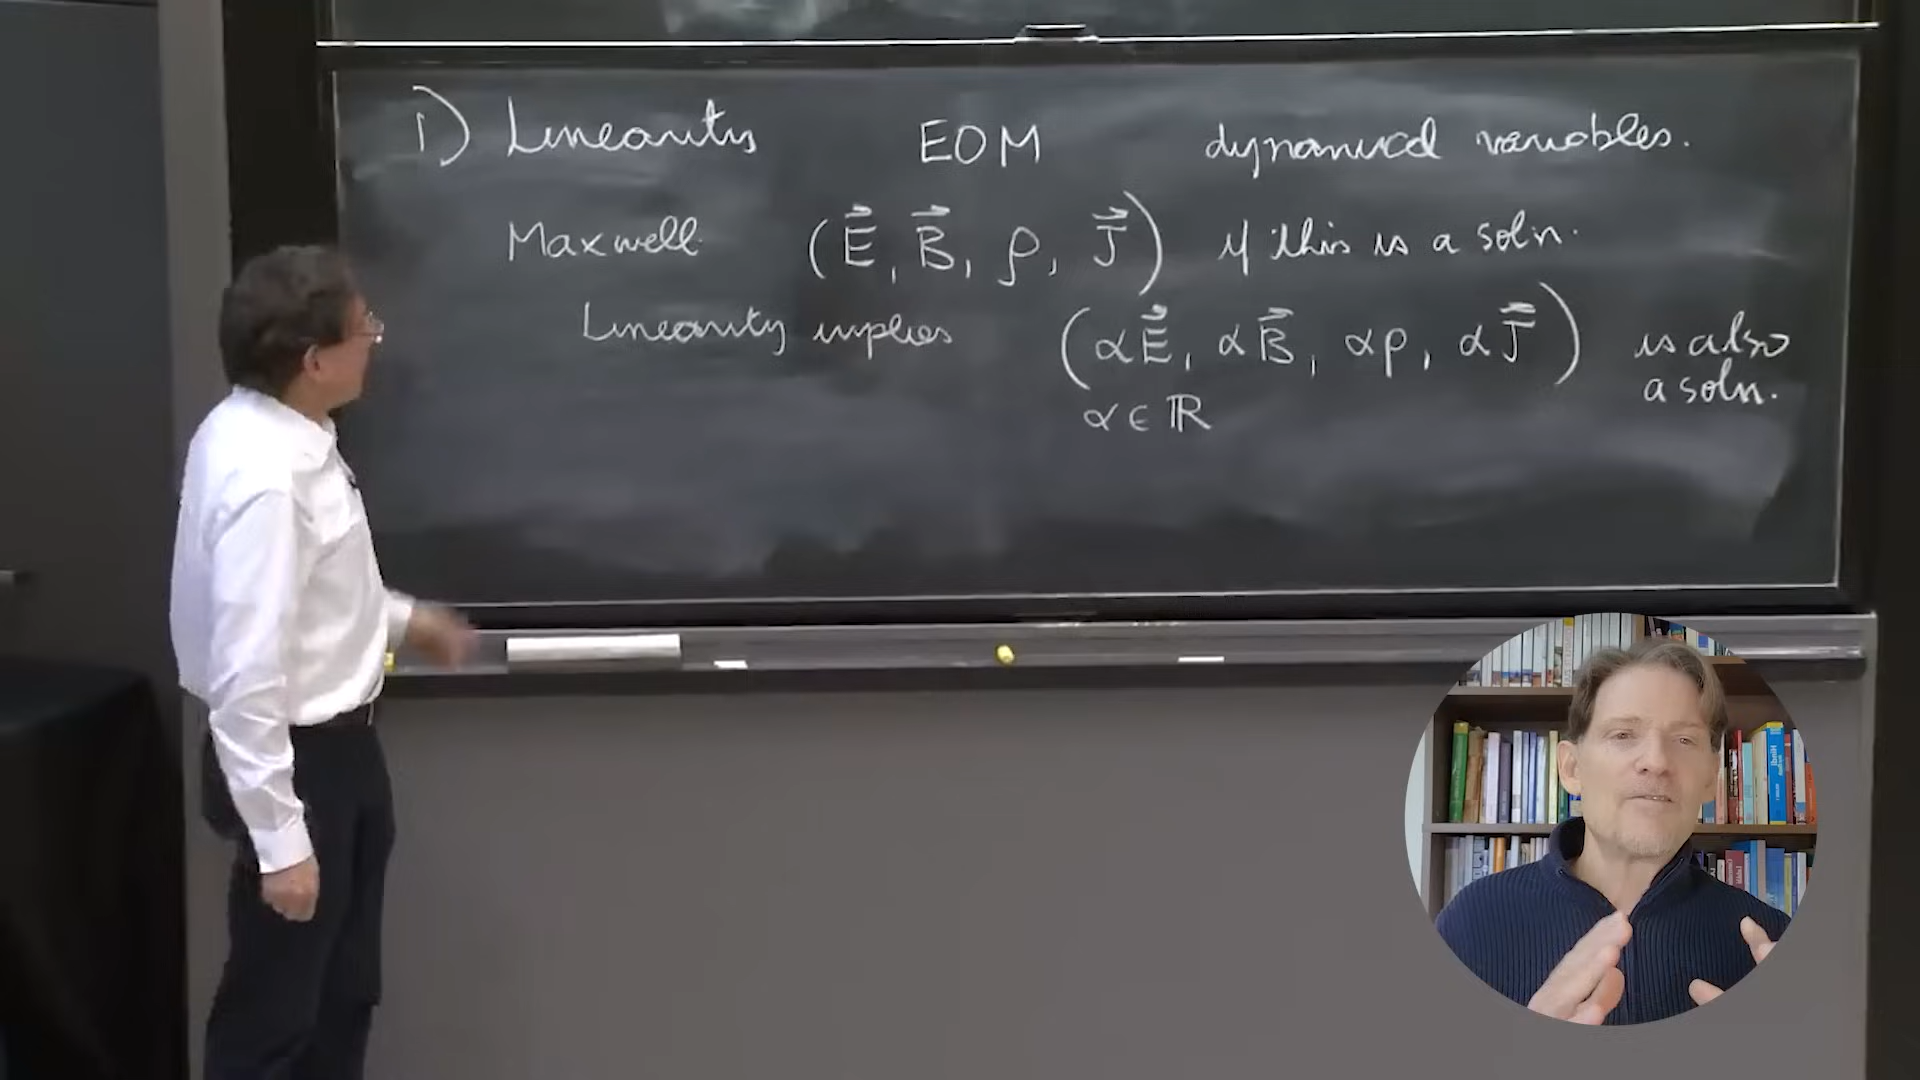 1) Linearity EOM dynamical variables.
Maxwell (E⃗, B⃗, ρ, J⃗) if this is a soln.
Linearity implies (αE⃗, αB⃗, αρ, αJ⃗) is also
a soln.
α ∈ ℝ
Hindi